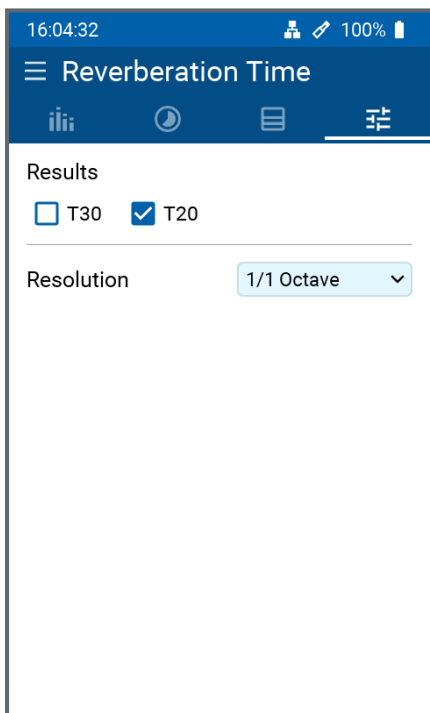 16:04:32 100%
Reverberation Time
Results
T30 T20
Resolution 1/1 Octave